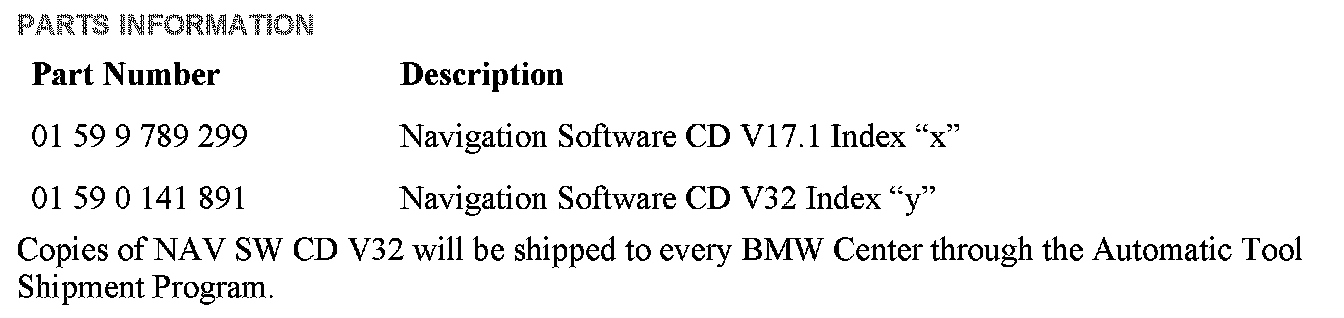 PARTS INFORMATION
Part Number Description
01 59 9 789 299 Navigation Software CD V17.1 Index “x”
01 59 0 141 891 Navigation Software CD V32 Index “y”
Copies of NAV SW CD V32 will be shipped to every BMW Center through the Automatic Tool
Shipment Program.